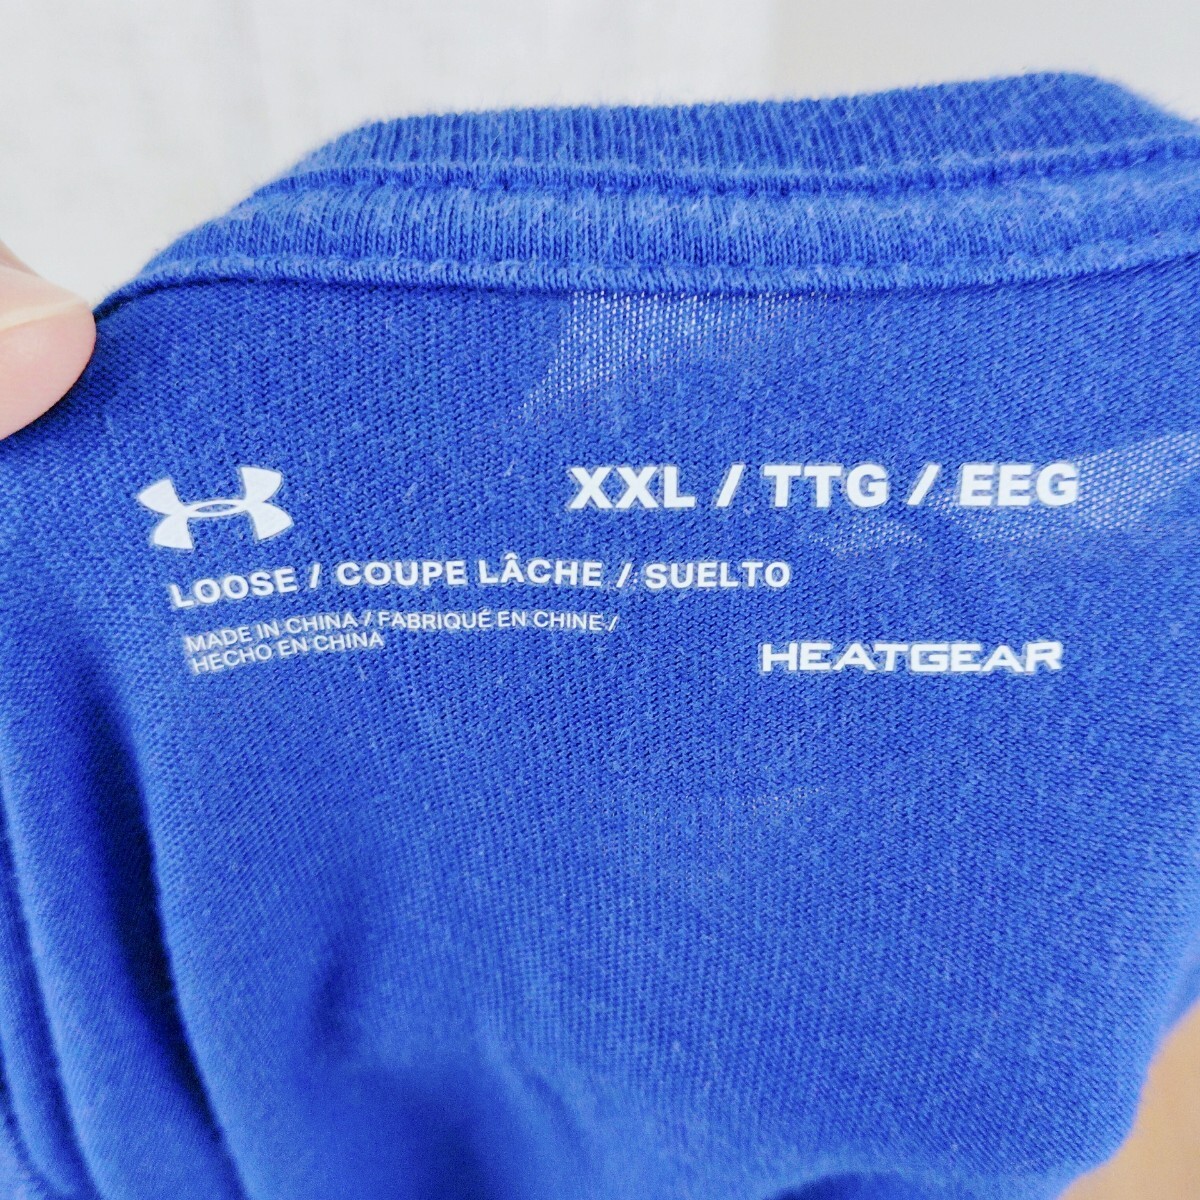 XXL / TTG / EEG
LOOSE / COUPE LÂCHE / SUELTO
MADE IN CHINA / FABRIQUÉ EN CHINE /
HECHO EN CHINA
HEATGEAR